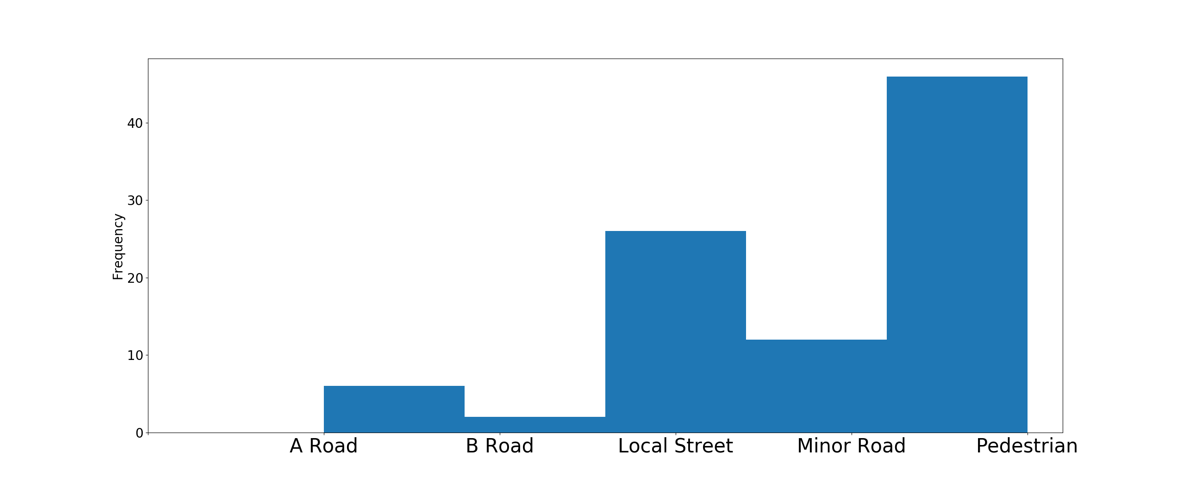 Frequency
40
30
20
10
0
A Road
B Road
Local Street
Minor Road
Pedestrian